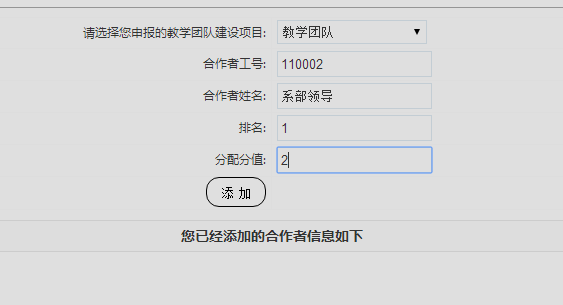 请选择您申报的教学团队建设项目: 教学团队
合作者工号: 110002
合作者姓名: 系部领导
排名: 1
分配分值: 2
添 加
您已经添加的合作者信息如下